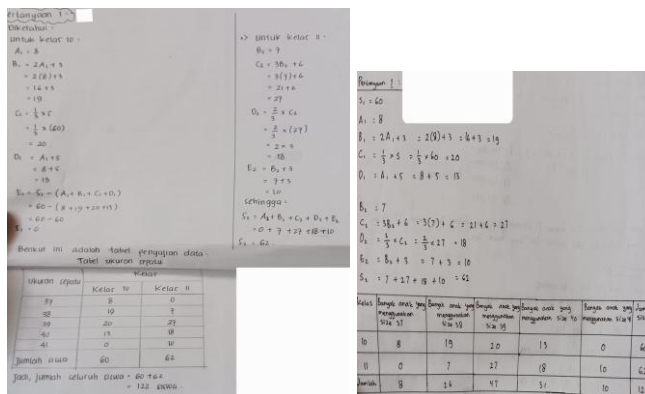 Pertanyaan 1 :
Diketahui :
Untuk kelas 10 :
A₁ = 8
B₁ = 2A₁ + 3
= 2(8) + 3
= 16 + 3
= 19
C₁ = 1/3 × S
= 1/3 × (60)
= 20
D₁ = A₁ + 5
= 8 + 5
= 13
= 60 - (8 + 19 + 20 + 13)
= 60 - 60
= 0
Berikut ini adalah tabel penyajian data.
Tabel ukuran sepatu
Ukuran sepatu Kelas
Kelas 10 Kelas 11
37 8 0
38 19 7
39 20 27
40 13 18
41 0 10
Jumlah siswa 60 62
Jadi, jumlah seluruh siswa = 60 + 62
= 122 siswa.
=> Untuk kelas 11 :
B₂ = 7
C₂ = 3B₂ + 6
= 3(7) + 6
= 21 + 6
= 27
D₂ = 2/3 × C₂
= 2/3 × (27)
= 18
E₂ = B₂ + 3
= 7 + 3
= 10
Sehingga :
S₂ = A₂ + B₂ + C₂ + D₂ + E₂
= 0 + 7 + 27 + 18 + 10
S₂ = 62
Pertanyaan 1 :
S₁ = 60
A₁ = 8
B₁ = 2A₁ + 3 = 2(8) + 3 = 16 + 3 = 19
C₁ = 1/3 × S = 1/3 × 60 = 20
D₁ = A₁ + 5 = 8 + 5 = 13
B₂ = 7
C₂ = 3B₂ + 6 = 3(7) + 6 = 21 + 6 = 27
D₂ = 2/3 × C₂ = 2/3 × 27 = 18
E₂ = B₂ + 3 = 7 + 3 = 10
S₂ = 7 + 27 + 18 + 10 = 62
Kelas Banyak anak yang menggunakan size 37 Banyak anak yang menggunakan size 38 Banyak anak yang menggunakan size 39 Banyak anak yang menggunakan size 40 Banyak anak yang menggunakan size
10 8 19 20 13 0
11 0 7 27 18 10
Jumlah 8 26 47 31 10